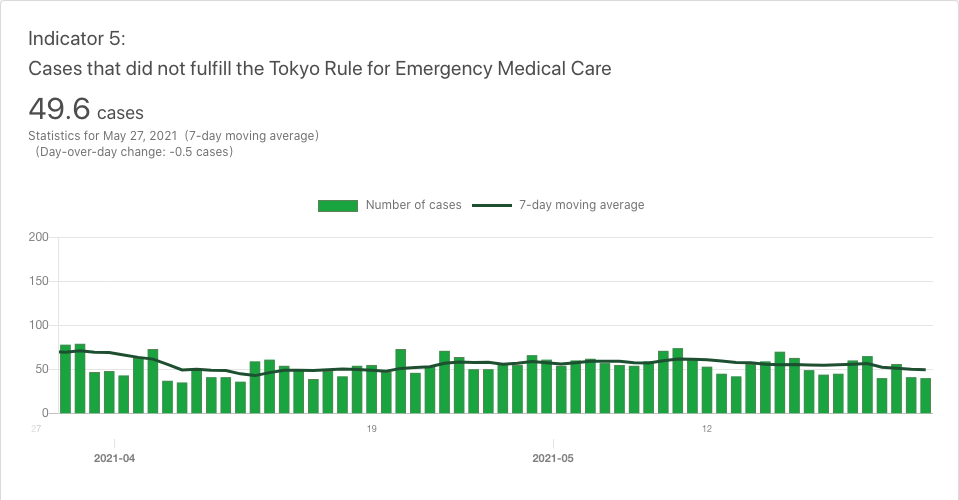 Indicator 5:
Cases that did not fulfill the Tokyo Rule for Emergency Medical Care
49.6 cases
Statistics for May 27, 2021 (7-day moving average)
(Day-over-day change: -0.5 cases)
Number of cases 7-day moving average
200
150
100
50
0
27 19 12
2021-04 2021-05